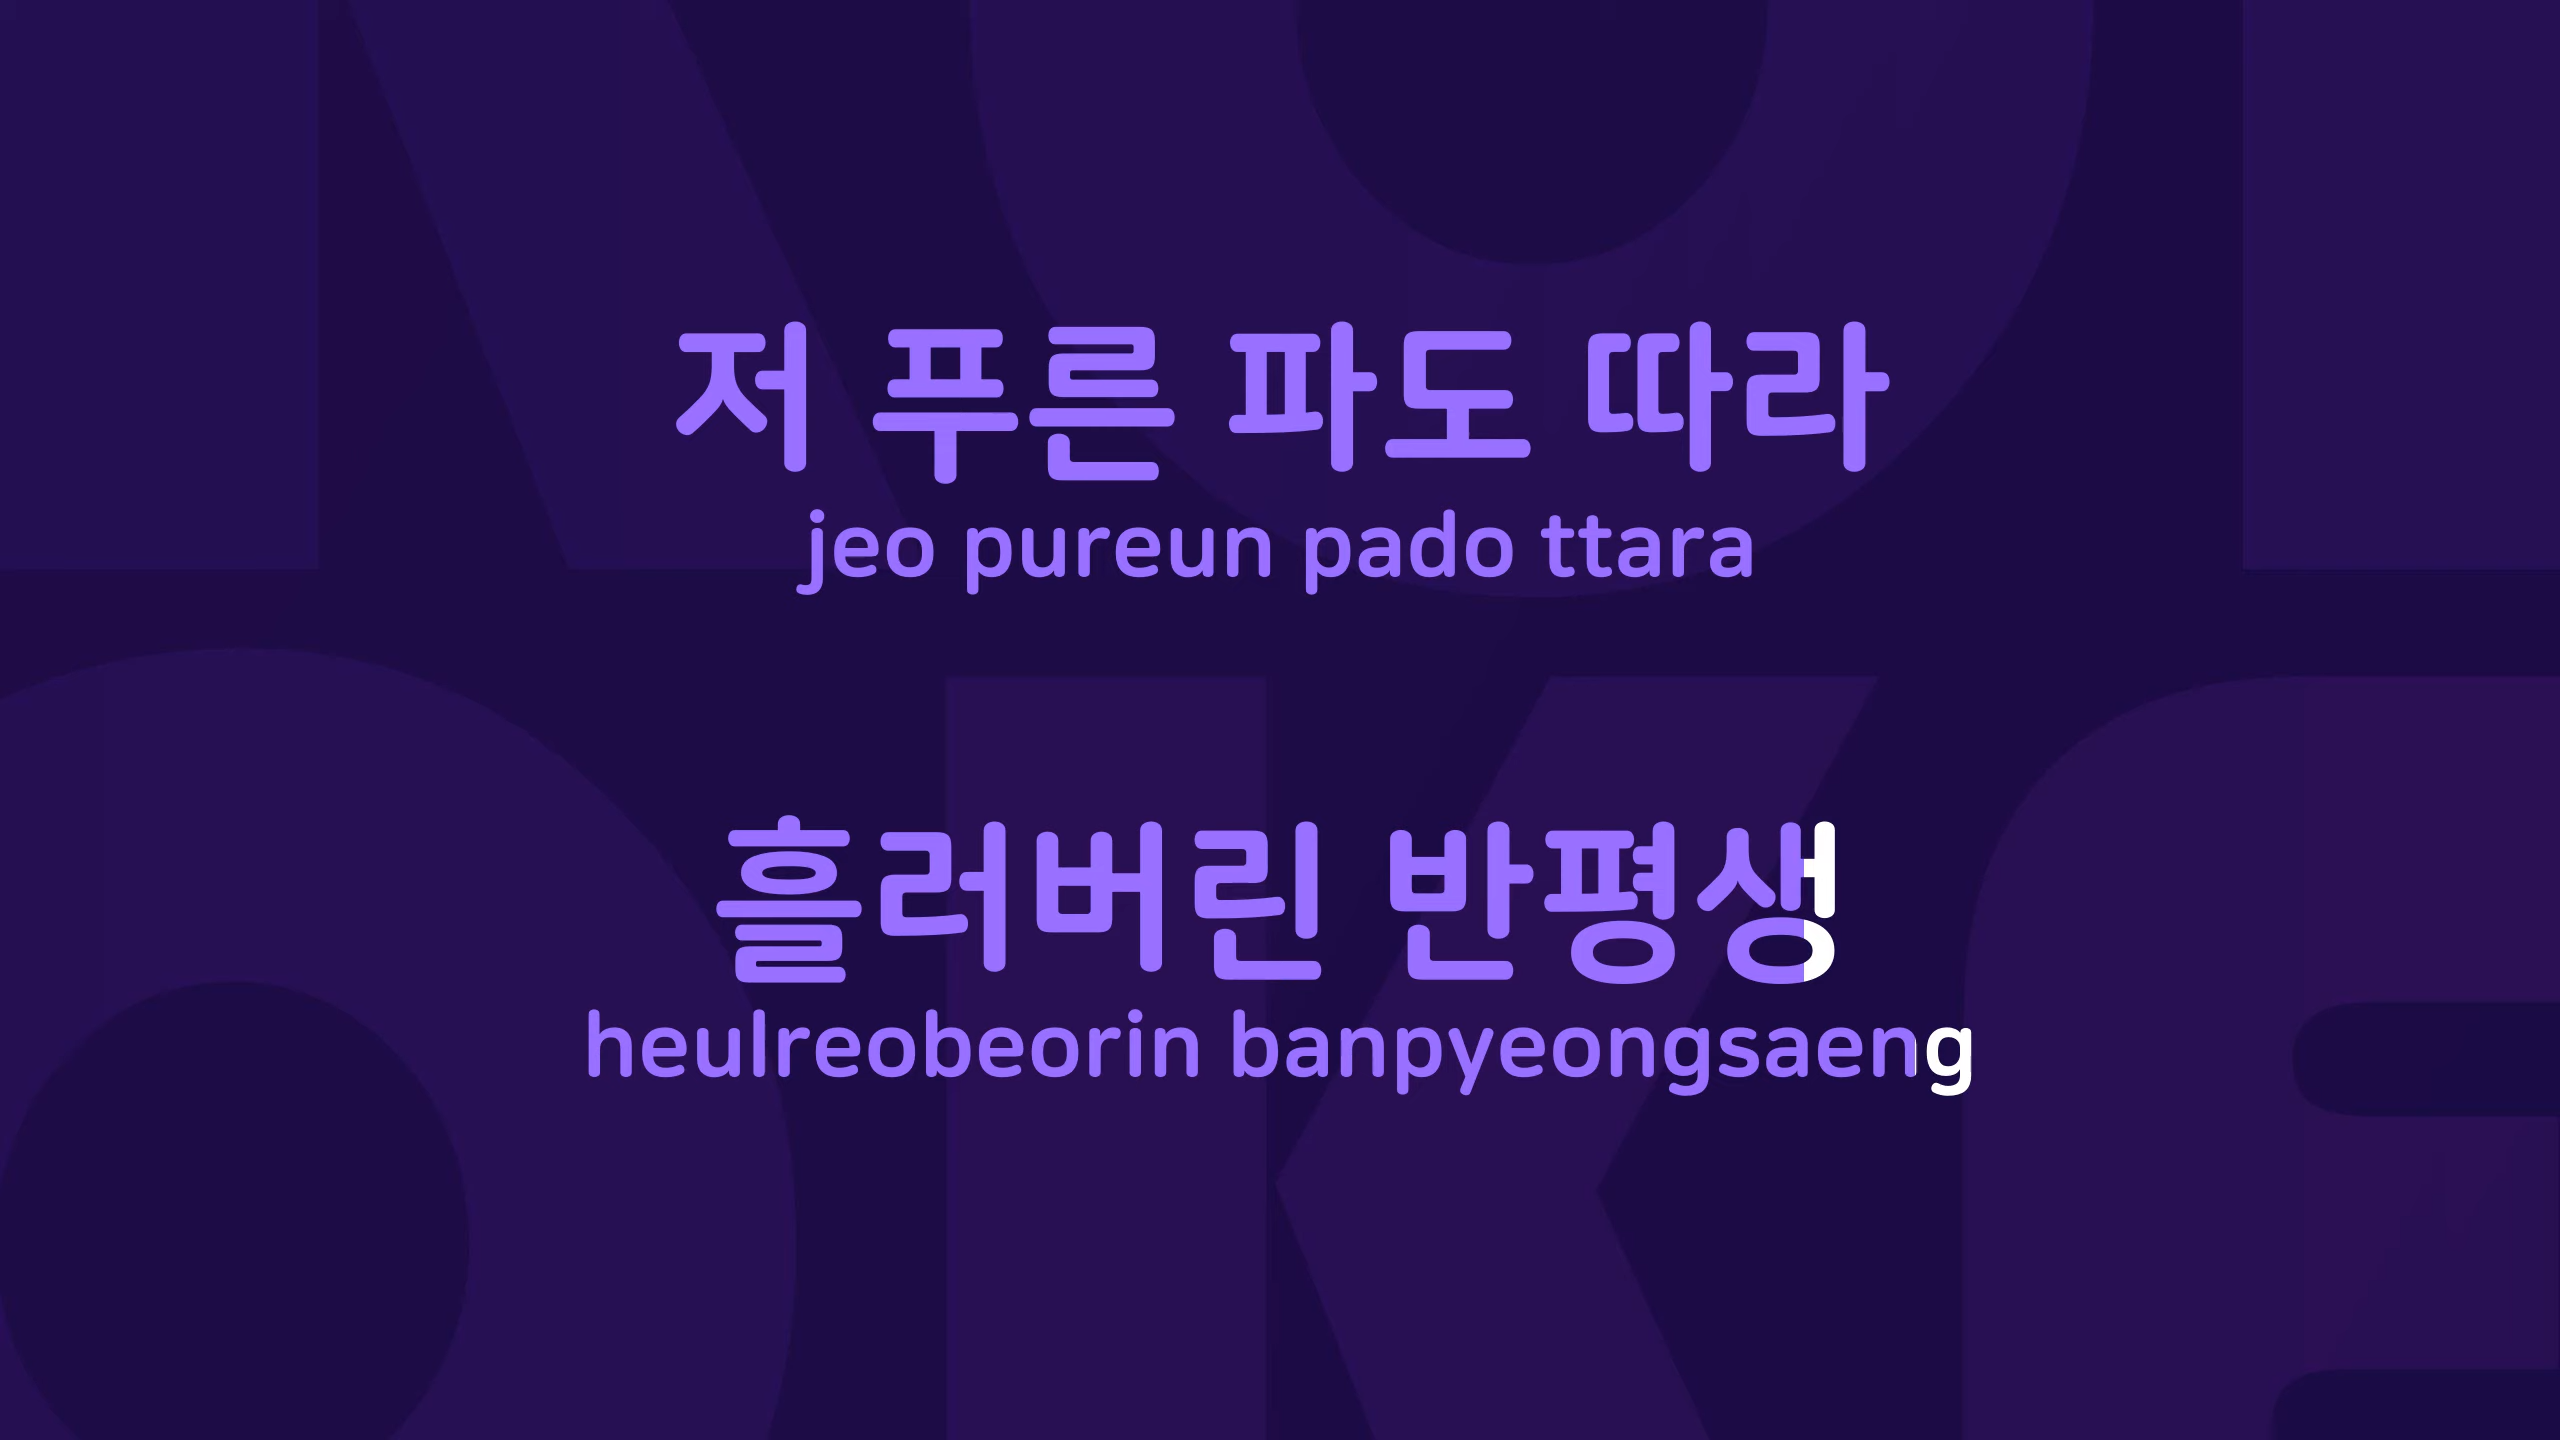 저 푸른 파도 따라
jeo pureun pado ttara
흘러버린 반평생
heulreobeorin banpyeongsaeng